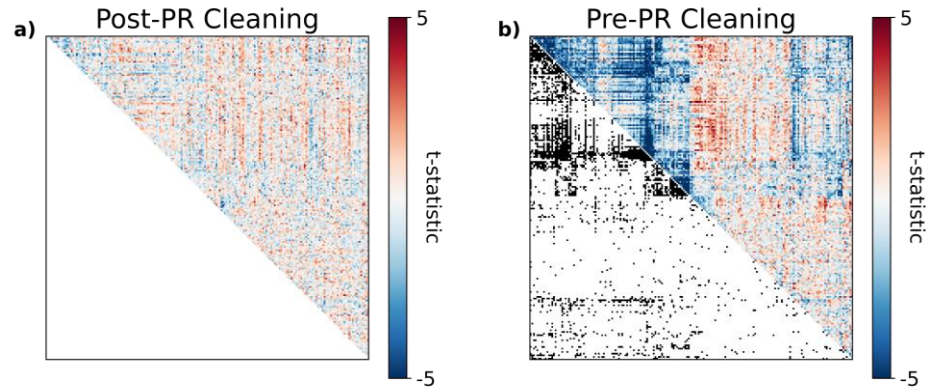 a)
Post-PR Cleaning
5
t-statistic
-5
b)
Pre-PR Cleaning
5
t-statistic
-5